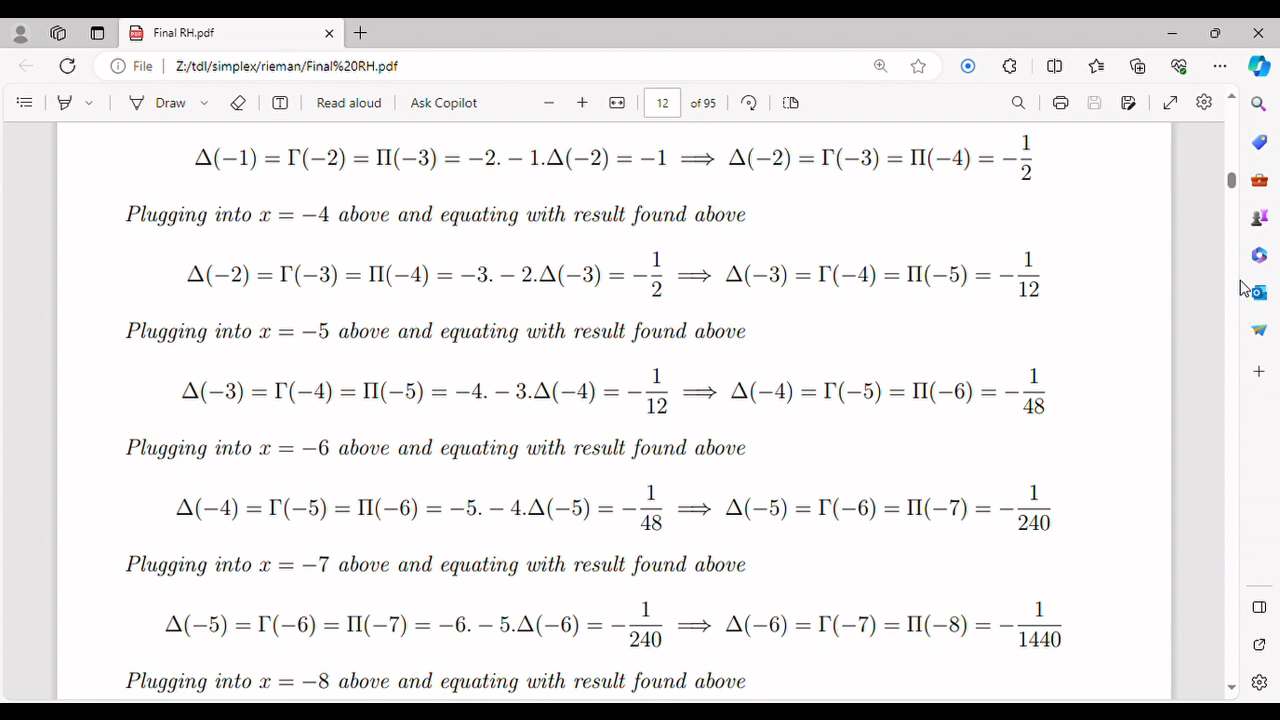 Final RH.pdf
File Z:/tdl/simplex/rieman/Final%20RH.pdf
Draw Read aloud Ask Copilot 12 of 95
Δ(−1) = Γ(−2) = Π(−3) = −2. − 1.Δ(−2) = −1 ⟹ Δ(−2) = Γ(−3) = Π(−4) = −1/2
Plugging into x = −4 above and equating with result found above
Δ(−2) = Γ(−3) = Π(−4) = −3. − 2.Δ(−3) = −1/2 ⟹ Δ(−3) = Γ(−4) = Π(−5) = −1/12
Plugging into x = −5 above and equating with result found above
Δ(−3) = Γ(−4) = Π(−5) = −4. − 3.Δ(−4) = −1/12 ⟹ Δ(−4) = Γ(−5) = Π(−6) = −1/48
Plugging into x = −6 above and equating with result found above
Δ(−4) = Γ(−5) = Π(−6) = −5. − 4.Δ(−5) = −1/48 ⟹ Δ(−5) = Γ(−6) = Π(−7) = −1/240
Plugging into x = −7 above and equating with result found above
Δ(−5) = Γ(−6) = Π(−7) = −6. − 5.Δ(−6) = −1/240 ⟹ Δ(−6) = Γ(−7) = Π(−8) = −1/1440
Plugging into x = −8 above and equating with result found above